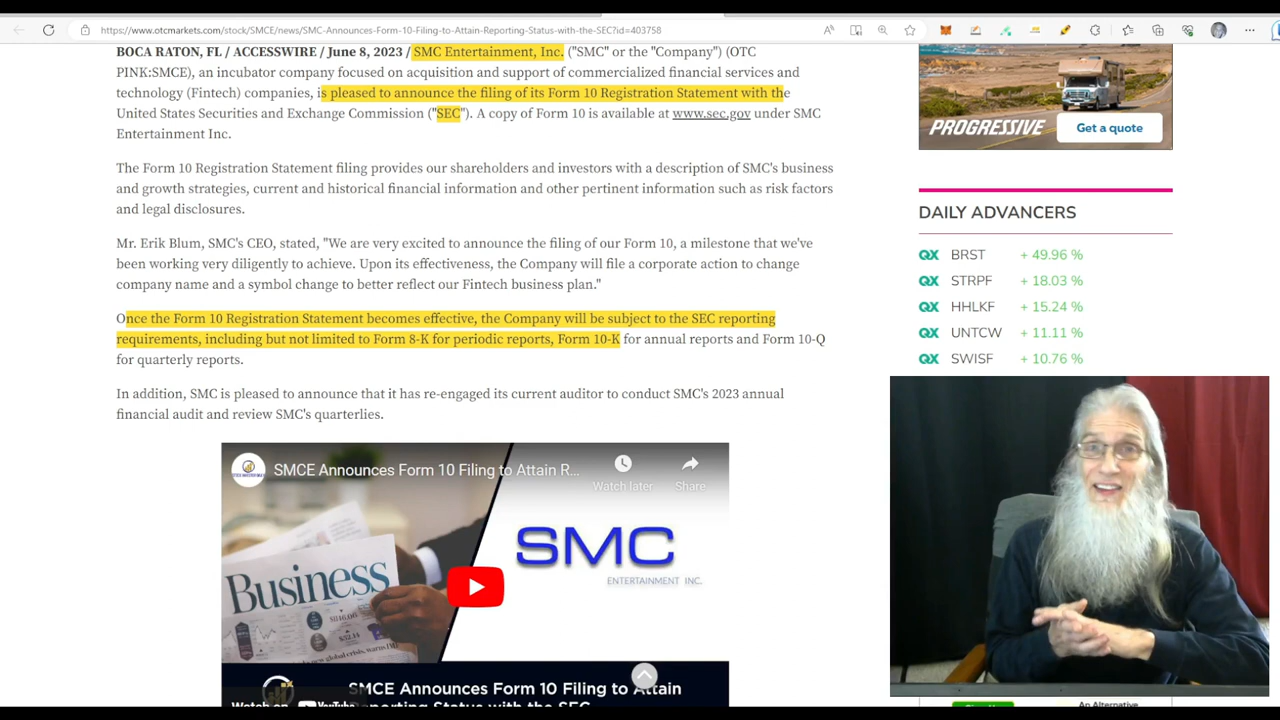 https://www.otcmarkets.com/stock/SMCE/news/SMC-Announces-Form-10-Filing-to-Attain-Reporting-Status-with-the-SEC?id=403758
BOCA RATON, FL / ACCESSWIRE / June 8, 2023 / SMC Entertainment, Inc. ("SMC" or the "Company") (OTC
PINK:SMCE), an incubator company focused on acquisition and support of commercialized financial services and
technology (Fintech) companies, is pleased to announce the filing of its Form 10 Registration Statement with the
United States Securities and Exchange Commission ("SEC"). A copy of Form 10 is available at www.sec.gov under SMC
Entertainment Inc.
The Form 10 Registration Statement filing provides our shareholders and investors with a description of SMC's business
and growth strategies, current and historical financial information and other pertinent information such as risk factors
and legal disclosures.
Mr. Erik Blum, SMC's CEO, stated, "We are very excited to announce the filing of our Form 10, a milestone that we've
been working very diligently to achieve. Upon its effectiveness, the Company will file a corporate action to change
company name and a symbol change to better reflect our Fintech business plan."
Once the Form 10 Registration Statement becomes effective, the Company will be subject to the SEC reporting
requirements, including but not limited to Form 8-K for periodic reports, Form 10-K for annual reports and Form 10-Q
for quarterly reports.
In addition, SMC is pleased to announce that it has re-engaged its current auditor to conduct SMC's 2023 annual
financial audit and review SMC's quarterlies.
SMCE Announces Form 10 Filing to Attain R...
Watch later
Share
Business
SMC
ENTERTAINMENT INC.
SMCE Announces Form 10 Filing to Attain
Reporting Status with the SEC
Watch on YouTube
PROGRESSIVE
Get a quote
DAILY ADVANCERS
QX BRST + 49.96 %
QX STRPF + 18.03 %
QX HHLKF + 15.24 %
QX UNTCW + 11.11 %
QX SWISF + 10.76 %
An Alternative